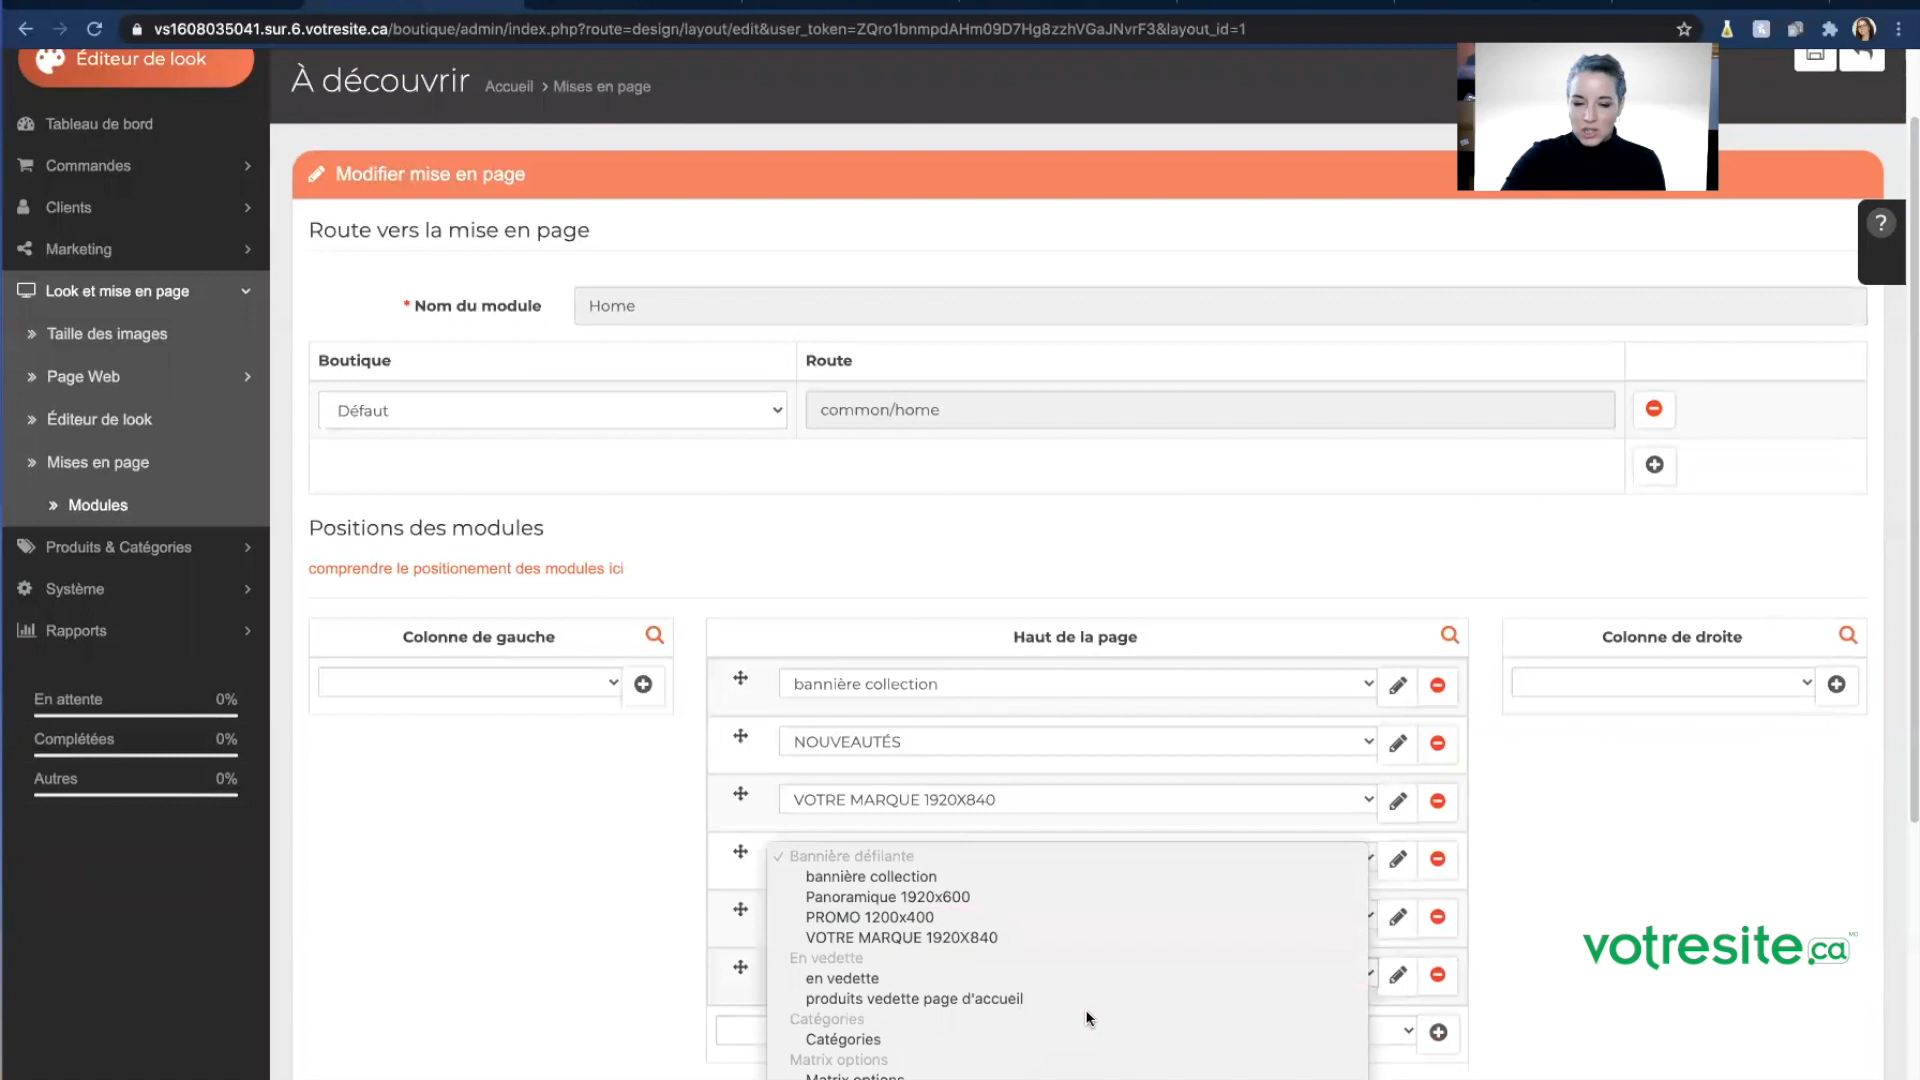 vs1608035041.sur.6.votresite.ca/boutique/admin/index.php?route=design/layout/edit&user_token=ZQro1bnmpdAHm09D7Hg8zzhVGaJNvrF3&layout_id=1
Éditeur de look
À découvrir
Accueil > Mises en page
Tableau de bord
Commandes
Clients
Marketing
Look et mise en page
Taille des images
Page Web
Éditeur de look
Mises en page
Modules
Produits & Catégories
Système
Rapports
En attente 0%
Complétées 0%
Autres 0%
Modifier mise en page
?
Route vers la mise en page
* Nom du module
Home
Boutique
Route
Défaut
common/home
Positions des modules
comprendre le positionement des modules ici
Colonne de gauche
Haut de la page
Colonne de droite
bannière collection
NOUVEAUTÉS
VOTRE MARQUE 1920X840
✓ Bannière défilante
bannière collection
Panoramique 1920x600
PROMO 1200x400
VOTRE MARQUE 1920X840
En vedette
en vedette
produits vedette page d'accueil
Catégories
Catégories
Matrix options
Matrix options
votresite.ca MC